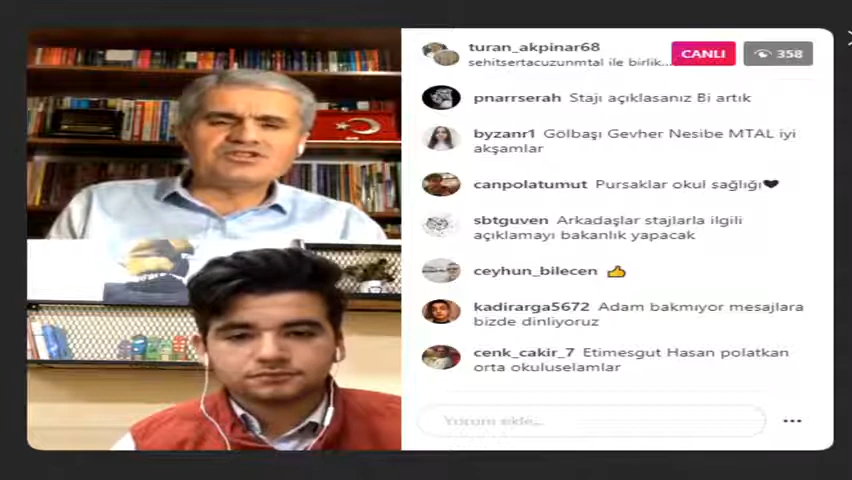 turan_akpinar68
sehitsertacuzunmtal ile birlik...
CANLI
358
pnarrserah Stajı açıklasanız Bi artık
byzanr1 Gölbaşı Gevher Nesibe MTAL iyi
akşamlar
canpolatumut Pursaklar okul sağlığı🖤
sbtguven Arkadaşlar stajlarla ilgili
açıklamayı bakanlık yapacak
ceyhun_bilecen 👍
kadirarga5672 Adam bakmıyor mesajlara
bizde dinliyoruz
cenk_cakir_7 Etimesgut Hasan polatkan
orta okuluselamlar
Yorum ekle...